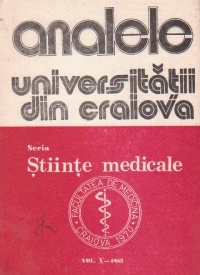 analele
universității
din craiova
Seria
Științe medicale
FACULTATEA DE MEDICINA
CRAIOVA 1970
VOL. X—1985